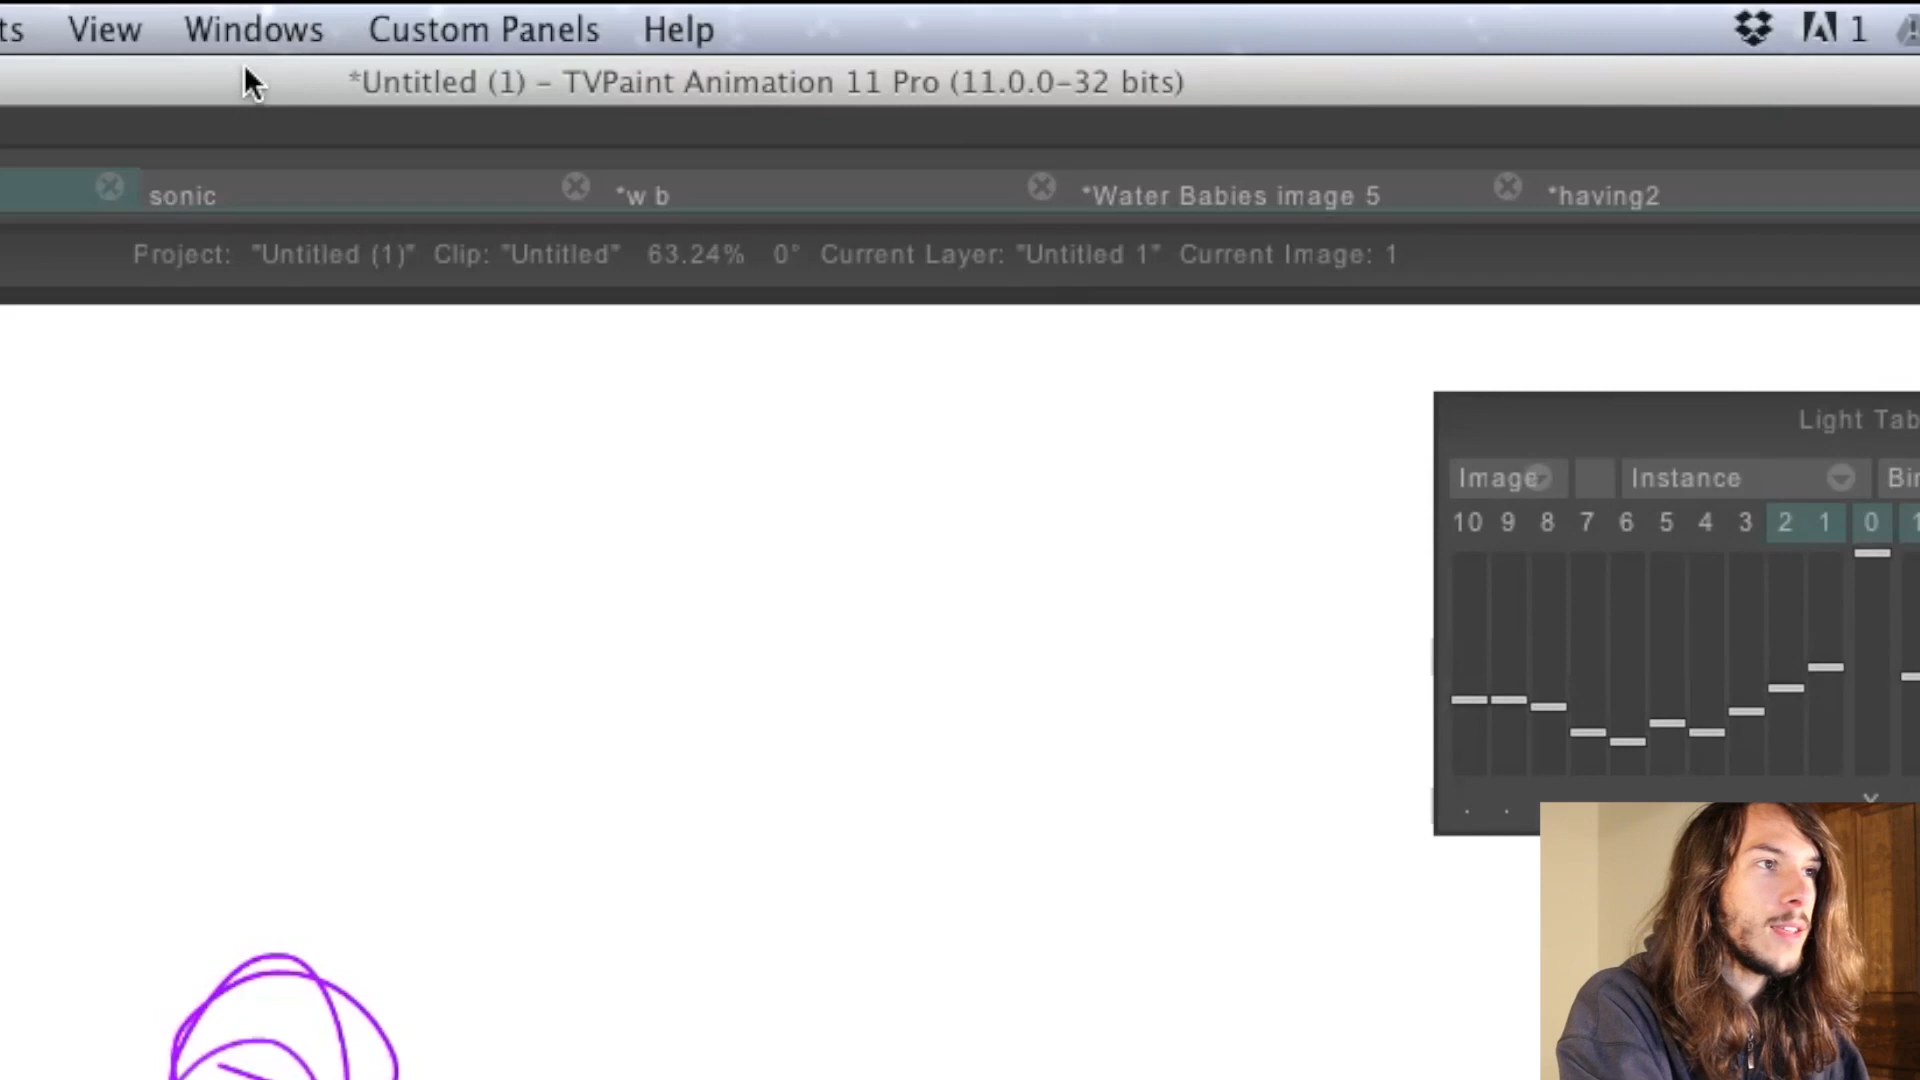 ts View Windows Custom Panels Help 1
*Untitled (1) – TVPaint Animation 11 Pro (11.0.0–32 bits)
sonic *w b *Water Babies image 5 *having2
Project: "Untitled (1)" Clip: "Untitled" 63.24% 0° Current Layer: "Untitled 1" Current Image: 1
Light Tab
Image Instance Bin
10 9 8 7 6 5 4 3 2 1 0 1